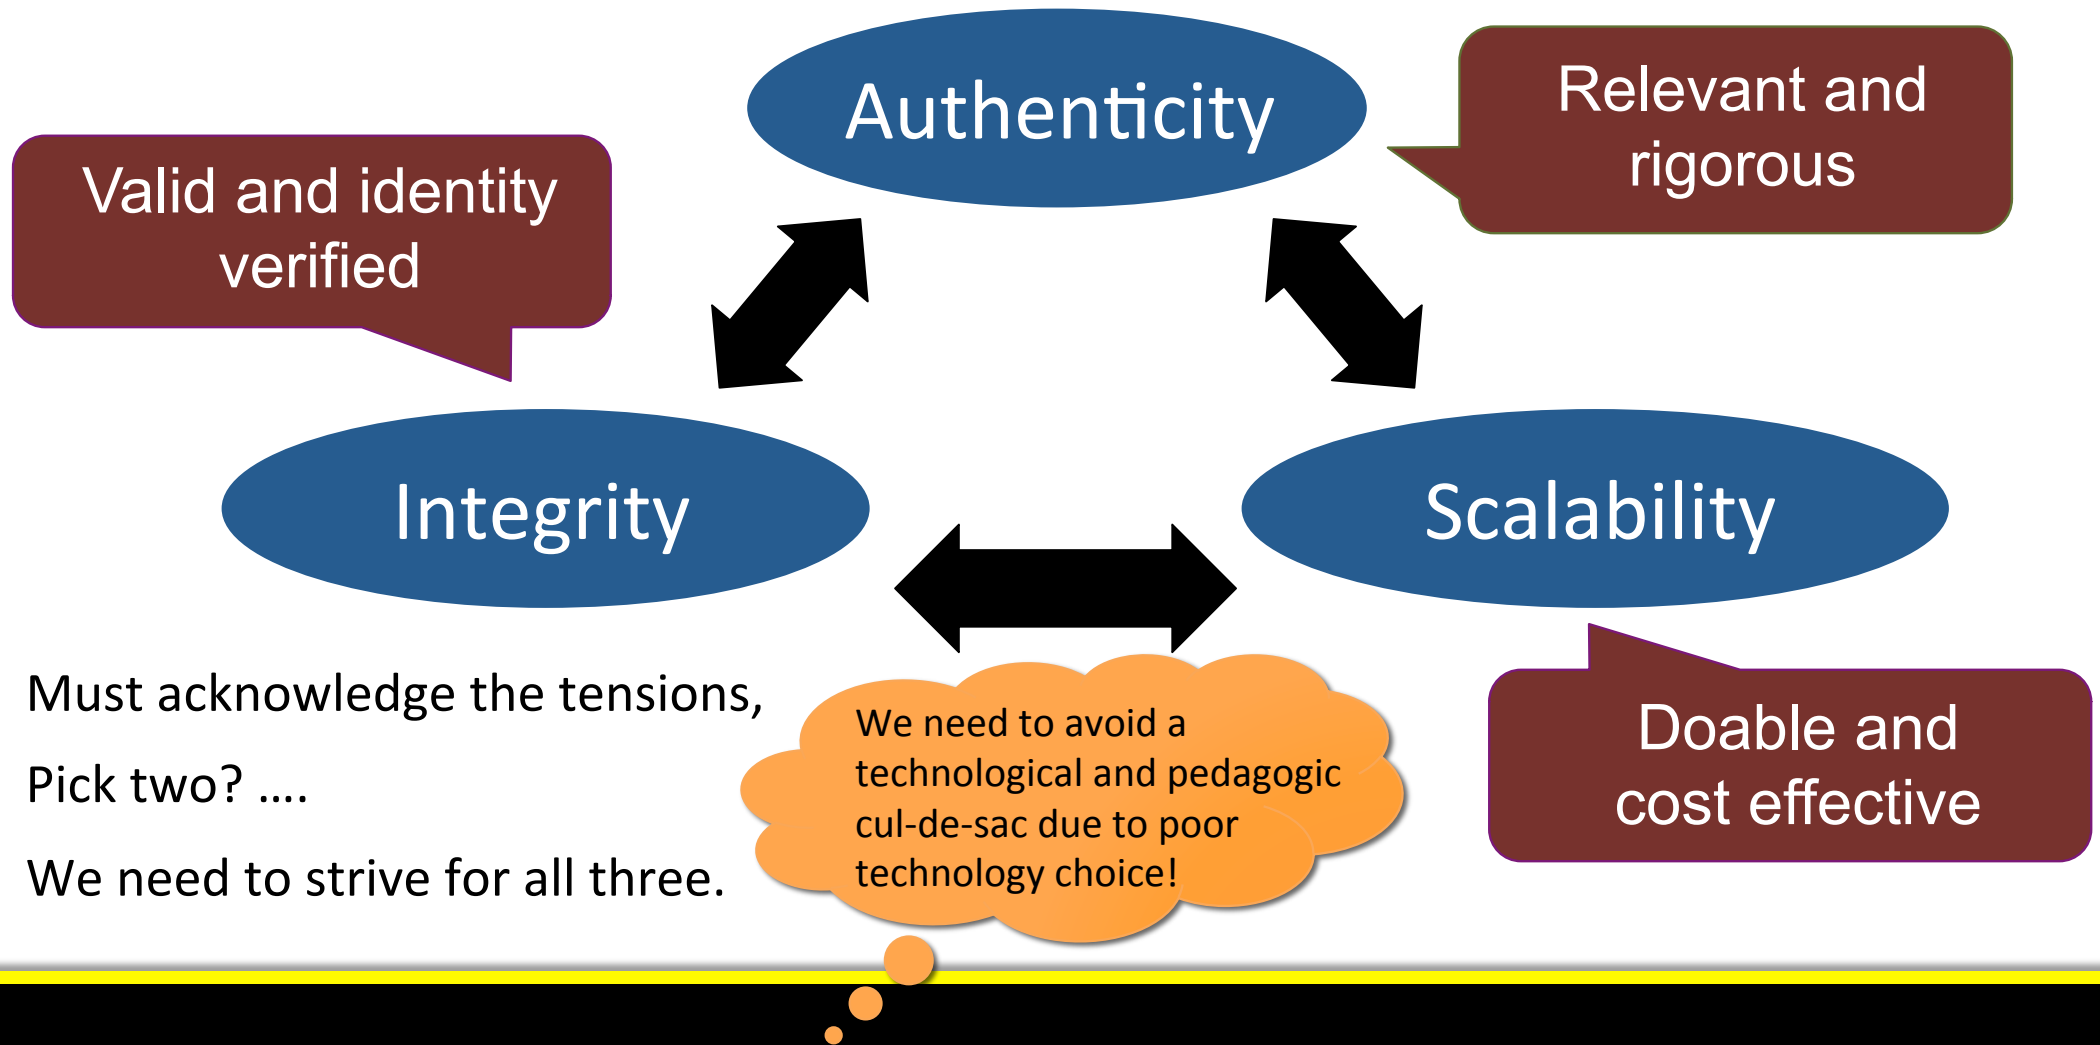 Authenticity
Relevant and
rigorous
Valid and identity
verified
Integrity
Scalability
Must acknowledge the tensions,
Pick two? ....
We need to strive for all three.
We need to avoid a
technological and pedagogic
cul-de-sac due to poor
technology choice!
Doable and
cost effective